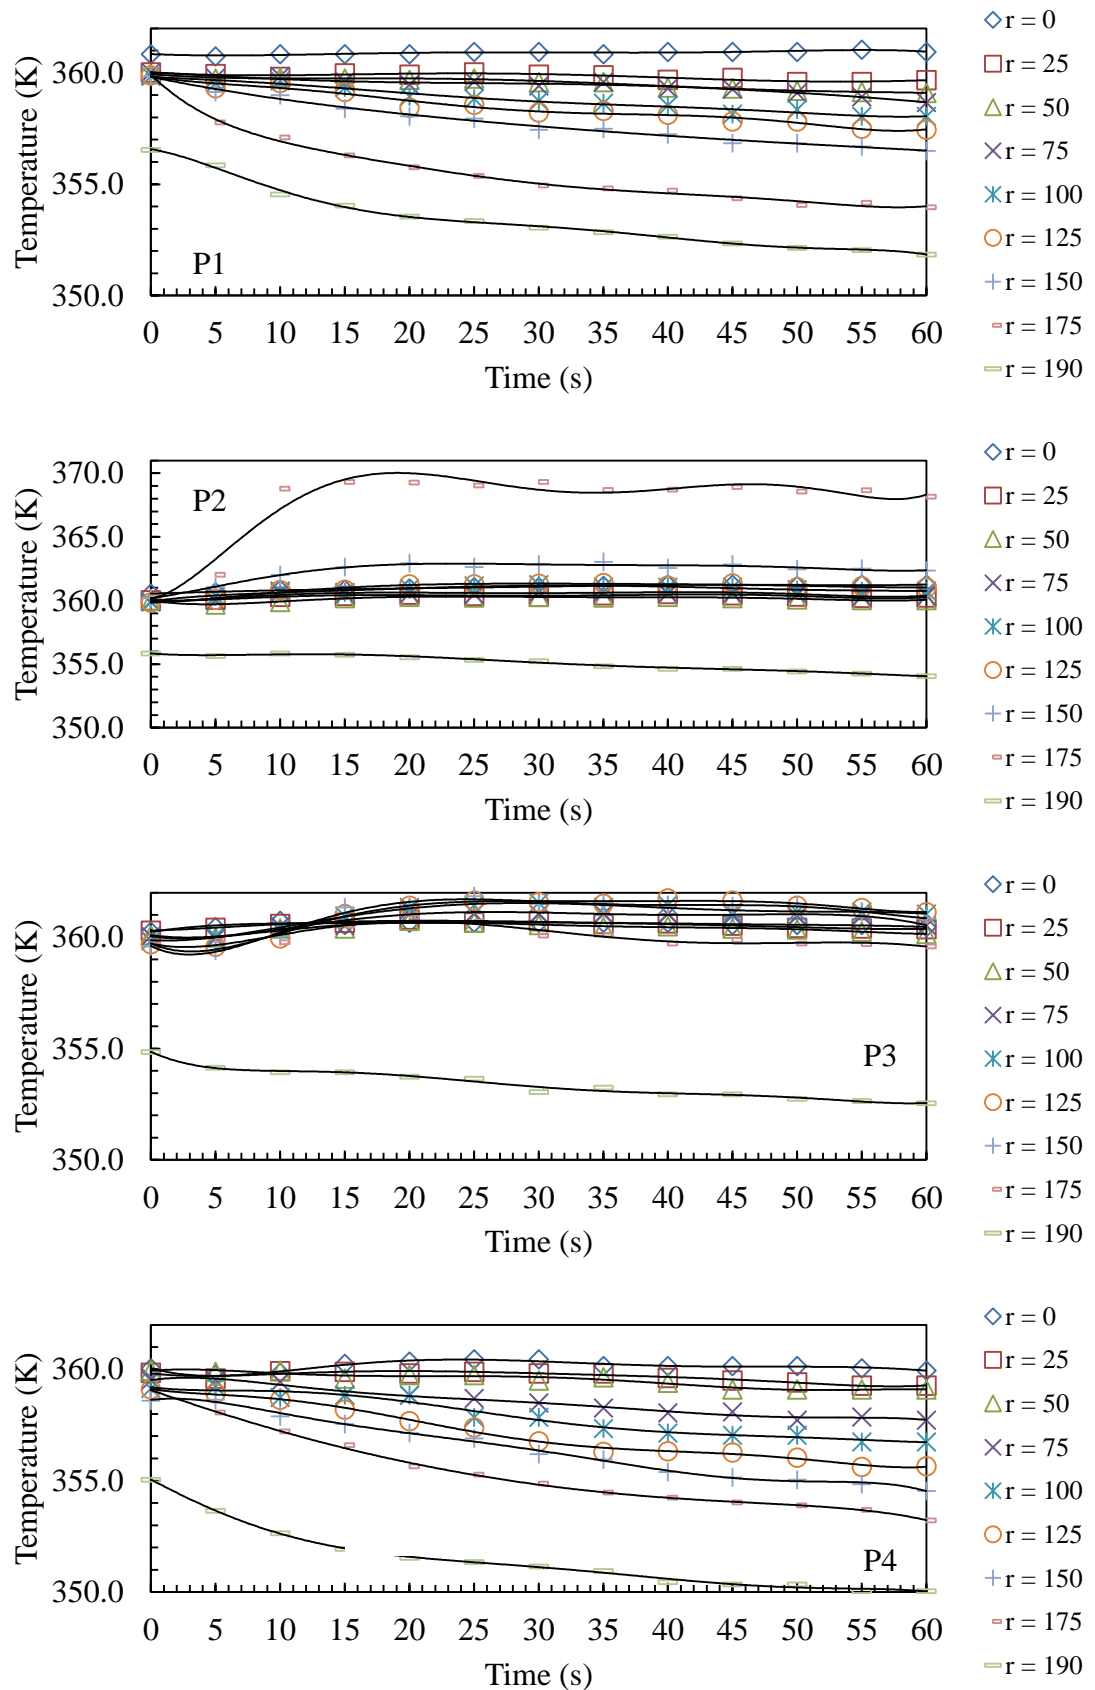 360.0
355.0
350.0
Temperature (K)
P1
0 5 10 15 20 25 30 35 40 45 50 55 60
Time (s)
r = 0
r = 25
r = 50
r = 75
r = 100
r = 125
r = 150
r = 175
r = 190
370.0
365.0
360.0
355.0
350.0
Temperature (K)
P2
0 5 10 15 20 25 30 35 40 45 50 55 60
Time (s)
r = 0
r = 25
r = 50
r = 75
r = 100
r = 125
r = 150
r = 175
r = 190
360.0
355.0
350.0
Temperature (K)
P3
0 5 10 15 20 25 30 35 40 45 50 55 60
Time (s)
r = 0
r = 25
r = 50
r = 75
r = 100
r = 125
r = 150
r = 175
r = 190
360.0
355.0
350.0
Temperature (K)
P4
0 5 10 15 20 25 30 35 40 45 50 55 60
Time (s)
r = 0
r = 25
r = 50
r = 75
r = 100
r = 125
r = 150
r = 175
r = 190